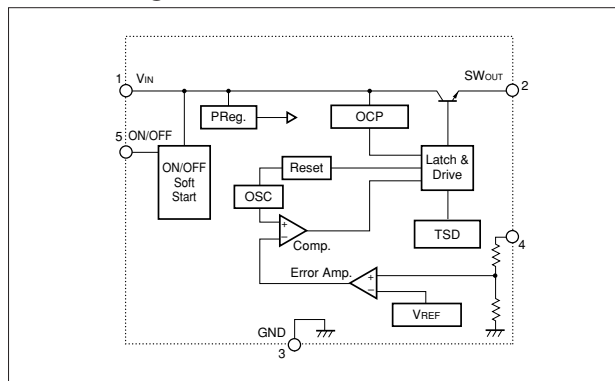 1 VIN
SWOUT 2
PReg.
OCP
5 ON/OFF
ON/OFF
Soft
Start
Reset
Latch &
Drive
OSC
+
−
Comp.
TSD
4
Error Amp.
+
−
VREF
GND
3